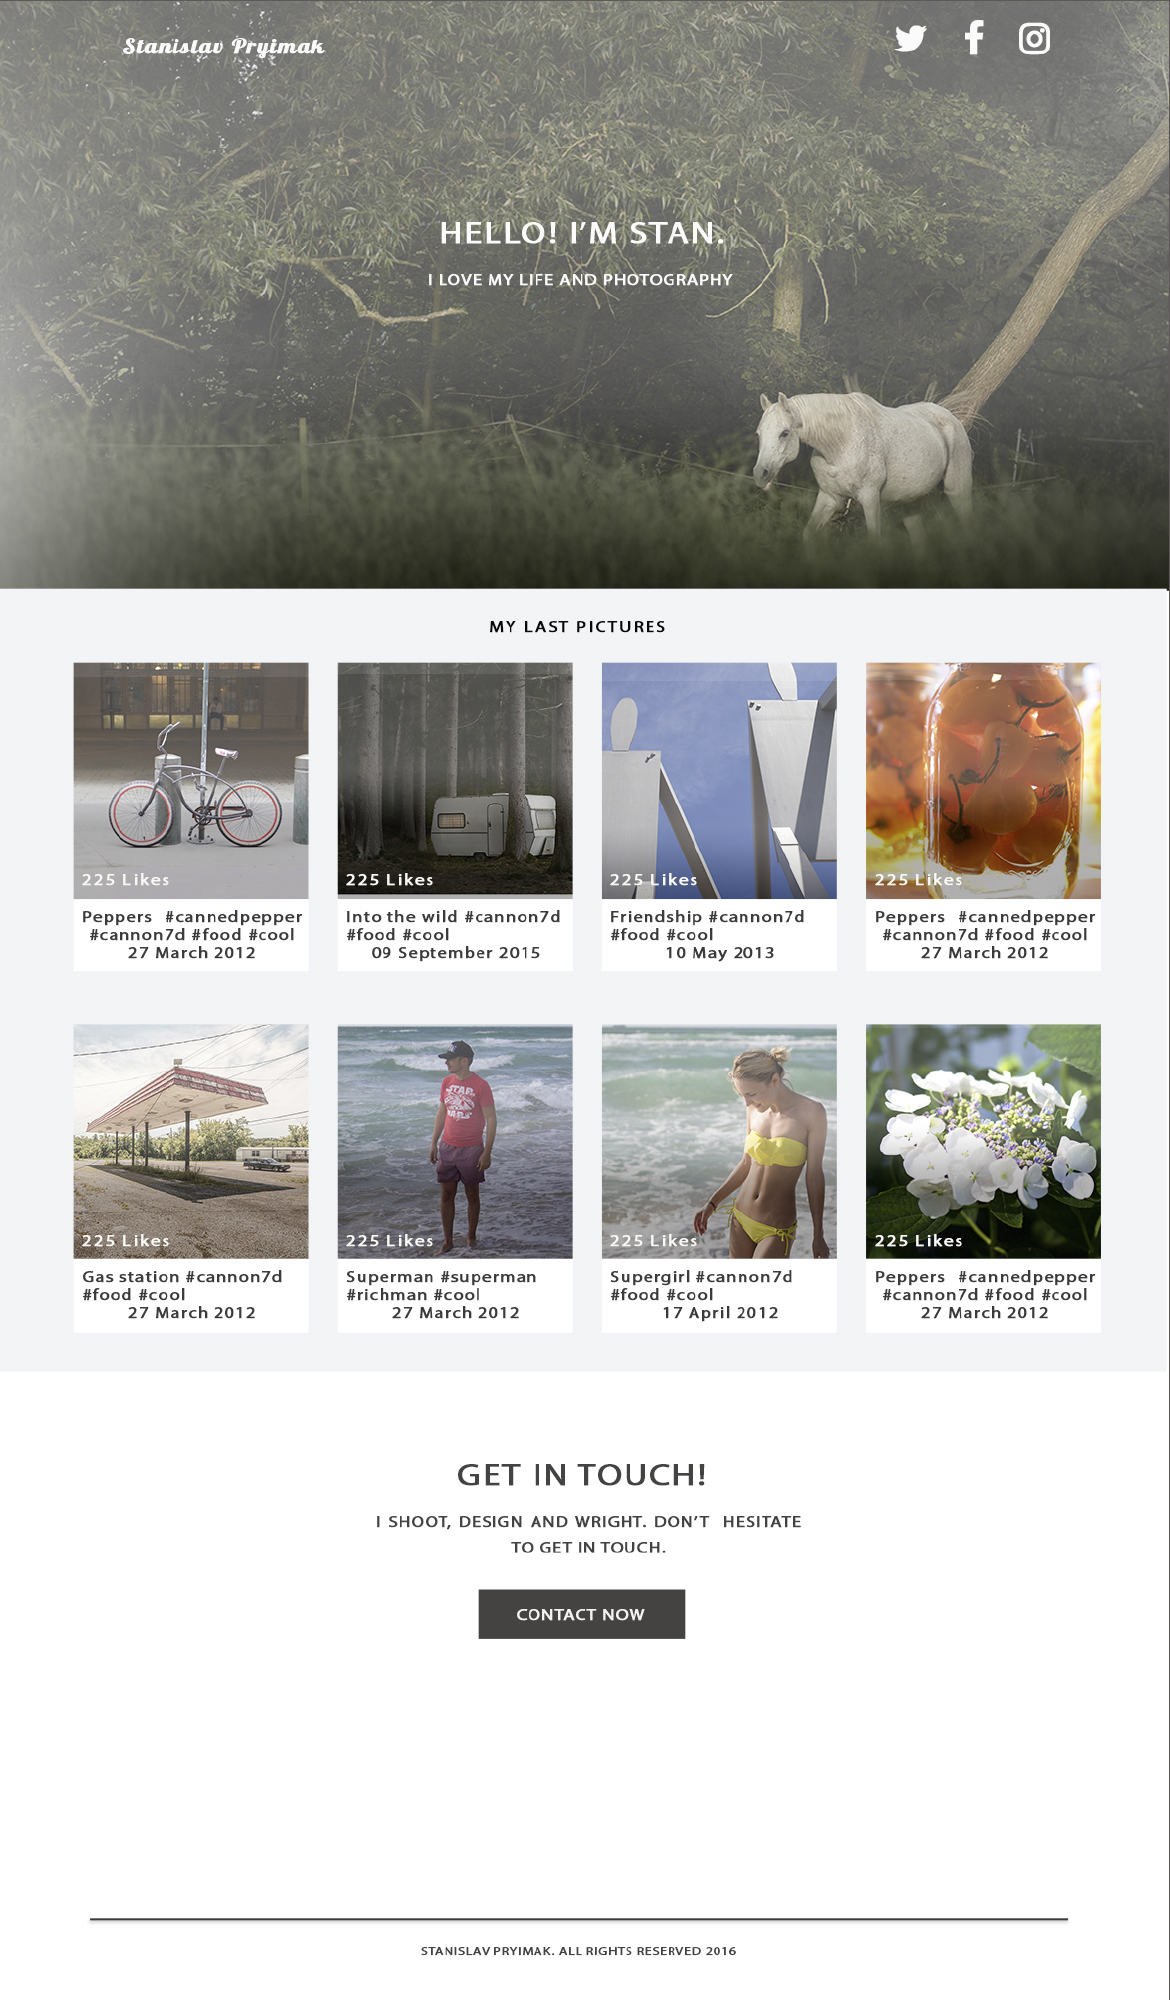 Stanislav Pryimak
HELLO! I'M STAN.
I LOVE MY LIFE AND PHOTOGRAPHY
MY LAST PICTURES
225 Likes
Peppers #cannedpepper
#cannon7d #food #cool
27 March 2012
225 Likes
Into the wild #cannon7d
#food #cool
09 September 2015
225 Likes
Friendship #cannon7d
#food #cool
10 May 2013
225 Likes
Peppers #cannedpepper
#cannon7d #food #cool
27 March 2012
225 Likes
Gas station #cannon7d
#food #cool
27 March 2012
STAR
WARS
225 Likes
Superman #superman
#richman #cool
27 March 2012
225 Likes
Supergirl #cannon7d
#food #cool
17 April 2012
225 Likes
Peppers #cannedpepper
#cannon7d #food #cool
27 March 2012
GET IN TOUCH!
I SHOOT, DESIGN AND WRIGHT. DON'T HESITATE
TO GET IN TOUCH.
CONTACT NOW
STANISLAV PRYIMAK. ALL RIGHTS RESERVED 2016